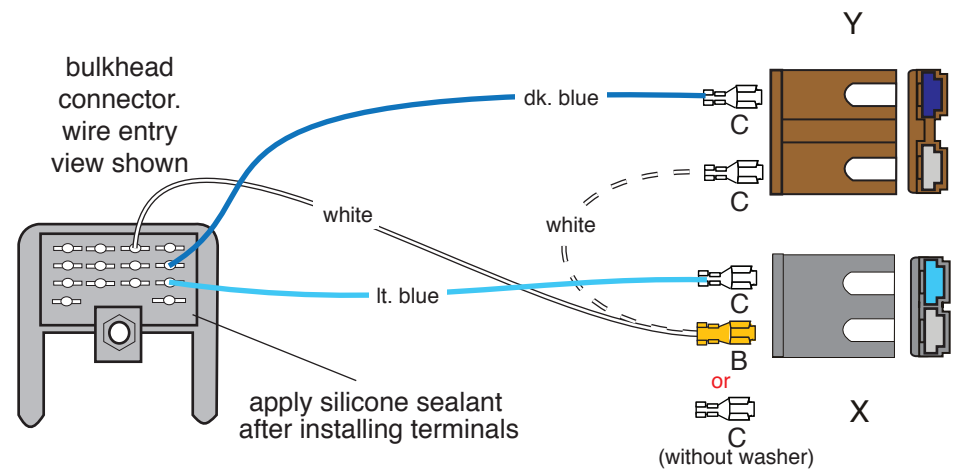 Y
bulkhead
connector.
wire entry
view shown
dk. blue
C
C
white
white
lt. blue
C
B
or
C
(without washer)
X
apply silicone sealant
after installing terminals